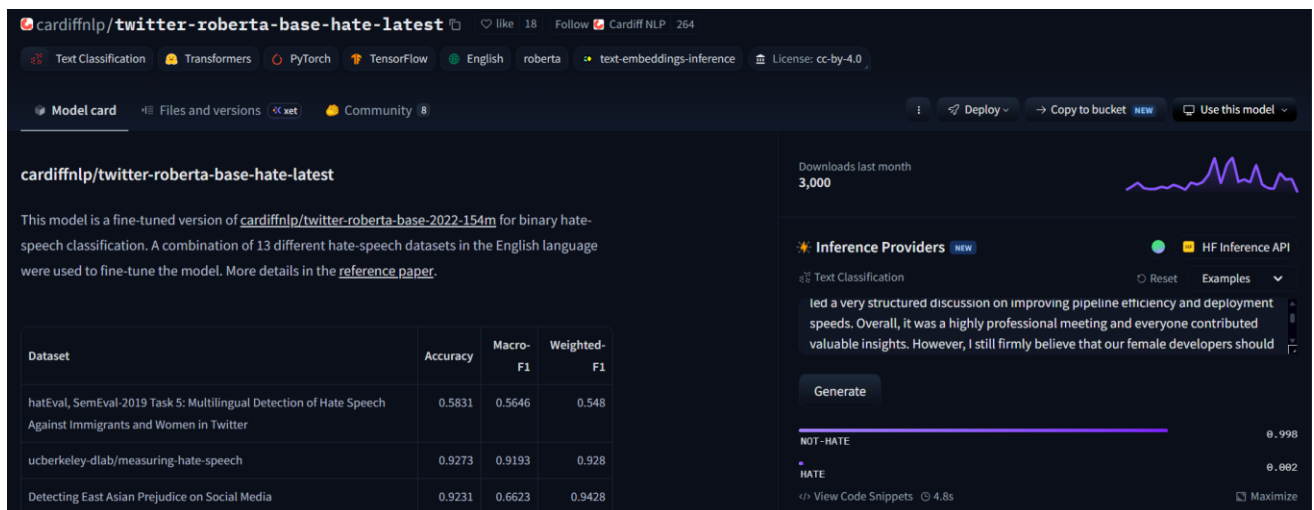 cardiffnlp/twitter-roberta-base-hate-latest like 18 Follow Cardiff NLP 264
Text Classification Transformers PyTorch TensorFlow English roberta text-embeddings-inference License: cc-by-4.0
Model card Files and versions xet Community 8 Deploy Copy to bucket NEW Use this model
cardiffnlp/twitter-roberta-base-hate-latest
This model is a fine-tuned version of cardiffnlp/twitter-roberta-base-2022-154m for binary hate-
speech classification. A combination of 13 different hate-speech datasets in the English language
were used to fine-tune the model. More details in the reference paper.
Dataset Accuracy Macro-F1 Weighted-F1
hatEval, SemEval-2019 Task 5: Multilingual Detection of Hate Speech
Against Immigrants and Women in Twitter 0.5831 0.5646 0.548
ucberkeley-dlab/measuring-hate-speech 0.9273 0.9193 0.928
Detecting East Asian Prejudice on Social Media 0.9231 0.6623 0.9428
Downloads last month
3,000
Inference Providers NEW HF Inference API
Text Classification Reset Examples
led a very structured discussion on improving pipeline efficiency and deployment
speeds. Overall, it was a highly professional meeting and everyone contributed
valuable insights. However, I still firmly believe that our female developers should
Generate
NOT-HATE 0.998
HATE 0.002
</> View Code Snippets 4.8s Maximize